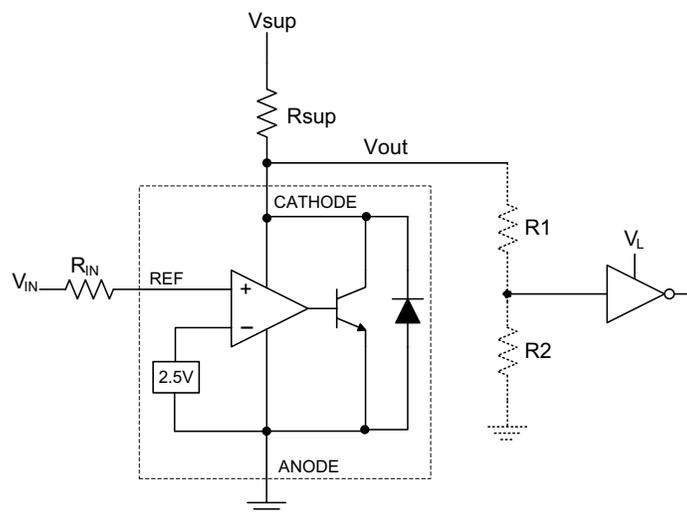 Vsup
Rsup
Vout
CATHODE
R1
VL
RIN
VIN
REF
+
−
2.5V
R2
ANODE